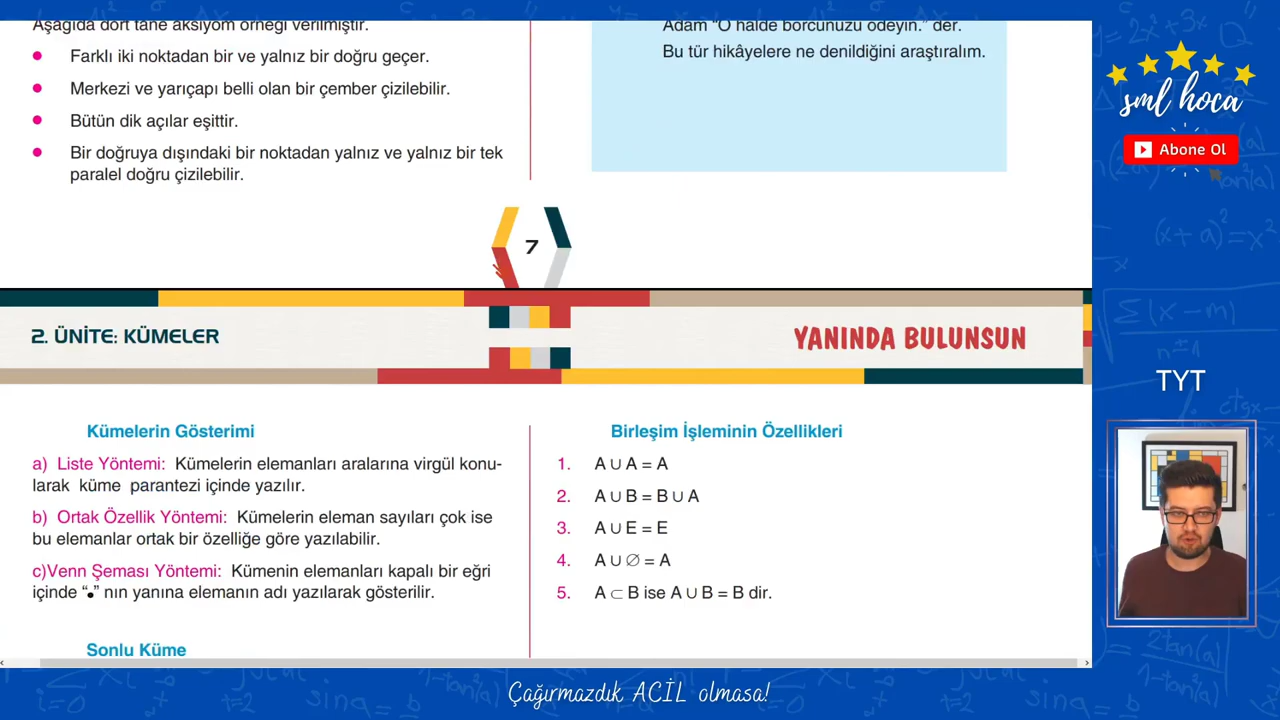 Aşağıda dört tane aksiyom örneği verilmiştir.
• Farklı iki noktadan bir ve yalnız bir doğru geçer.
• Merkezi ve yarıçapı belli olan bir çember çizilebilir.
• Bütün dik açılar eşittir.
• Bir doğruya dışındaki bir noktadan yalnız ve yalnız bir tek
paralel doğru çizilebilir.
Adam “O halde borcunuzu ödeyin.” der.
Bu tür hikâyelere ne denildiğini araştıralım.
7
2. ÜNİTE: KÜMELER
YANINDA BULUNSUN
Kümelerin Gösterimi
a) Liste Yöntemi: Kümelerin elemanları aralarına virgül konu-
larak küme parantezi içinde yazılır.
b) Ortak Özellik Yöntemi: Kümelerin eleman sayıları çok ise
bu elemanlar ortak bir özelliğe göre yazılabilir.
c)Venn Şeması Yöntemi: Kümenin elemanları kapalı bir eğri
içinde “•” nın yanına elemanın adı yazılarak gösterilir.
Sonlu Küme
Birleşim İşleminin Özellikleri
1. A ∪ A = A
2. A ∪ B = B ∪ A
3. A ∪ E = E
4. A ∪ ∅ = A
5. A ⊂ B ise A ∪ B = B dir.
sml hoca
Abone Ol
(x + a)² = x²
TYT
Çağırmazdık ACİL olmasa!